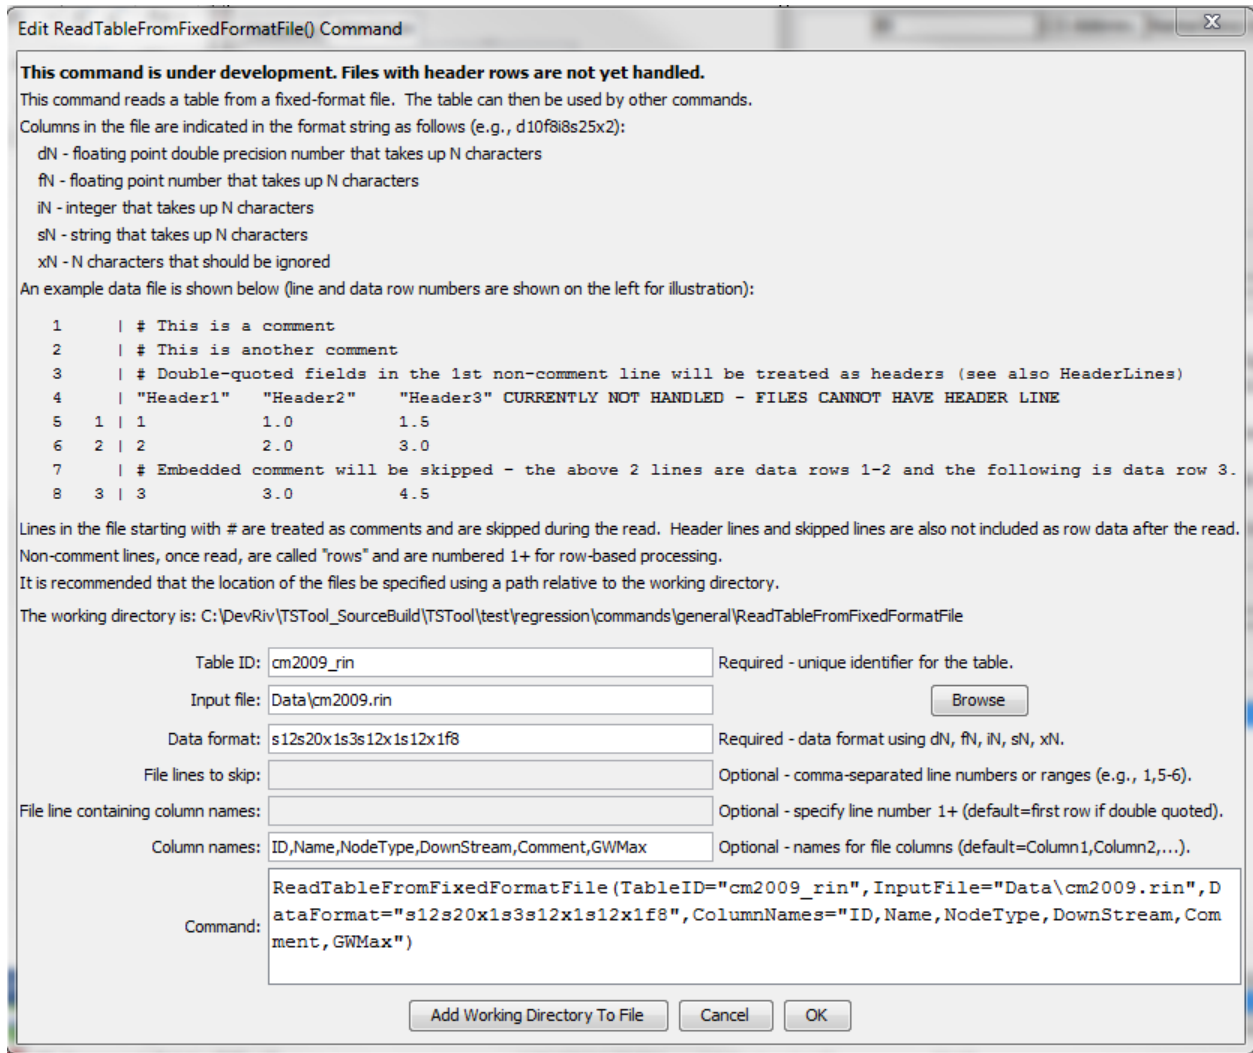 Edit ReadTableFromFixedFormatFile() Command
This command is under development. Files with header rows are not yet handled.
This command reads a table from a fixed-format file. The table can then be used by other commands.
Columns in the file are indicated in the format string as follows (e.g., d10f8i8s25x2):
dN - floating point double precision number that takes up N characters
fN - floating point number that takes up N characters
iN - integer that takes up N characters
sN - string that takes up N characters
xN - N characters that should be ignored
An example data file is shown below (line and data row numbers are shown on the left for illustration):
1 | # This is a comment
2 | # This is another comment
3 | # Double-quoted fields in the 1st non-comment line will be treated as headers (see also HeaderLines)
4 | "Header1" "Header2" "Header3" CURRENTLY NOT HANDLED - FILES CANNOT HAVE HEADER LINE
5 1 | 1 1.0 1.5
6 2 | 2 2.0 3.0
7 | # Embedded comment will be skipped - the above 2 lines are data rows 1-2 and the following is data row 3.
8 3 | 3 3.0 4.5
Lines in the file starting with # are treated as comments and are skipped during the read. Header lines and skipped lines are also not included as row data after the read.
Non-comment lines, once read, are called "rows" and are numbered 1+ for row-based processing.
It is recommended that the location of the files be specified using a path relative to the working directory.
The working directory is: C:\DevRiv\TSTool_SourceBuild\TSTool\test\regression\commands\general\ReadTableFromFixedFormatFile
Table ID: cm2009_rin Required - unique identifier for the table.
Input file: Data\cm2009.rin Browse
Data format: s12s20x1s3s12x1s12x1f8 Required - data format using dN, fN, iN, sN, xN.
File lines to skip: Optional - comma-separated line numbers or ranges (e.g., 1,5-6).
File line containing column names: Optional - specify line number 1+ (default=first row if double quoted).
Column names: ID,Name,NodeType,DownStream,Comment,GWMax Optional - names for file columns (default=Column1,Column2,...).
Command: ReadTableFromFixedFormatFile(TableID="cm2009_rin",InputFile="Data\cm2009.rin",D
ataFormat="s12s20x1s3s12x1s12x1f8",ColumnNames="ID,Name,NodeType,DownStream,Com
ment,GWMax")
Add Working Directory To File Cancel OK